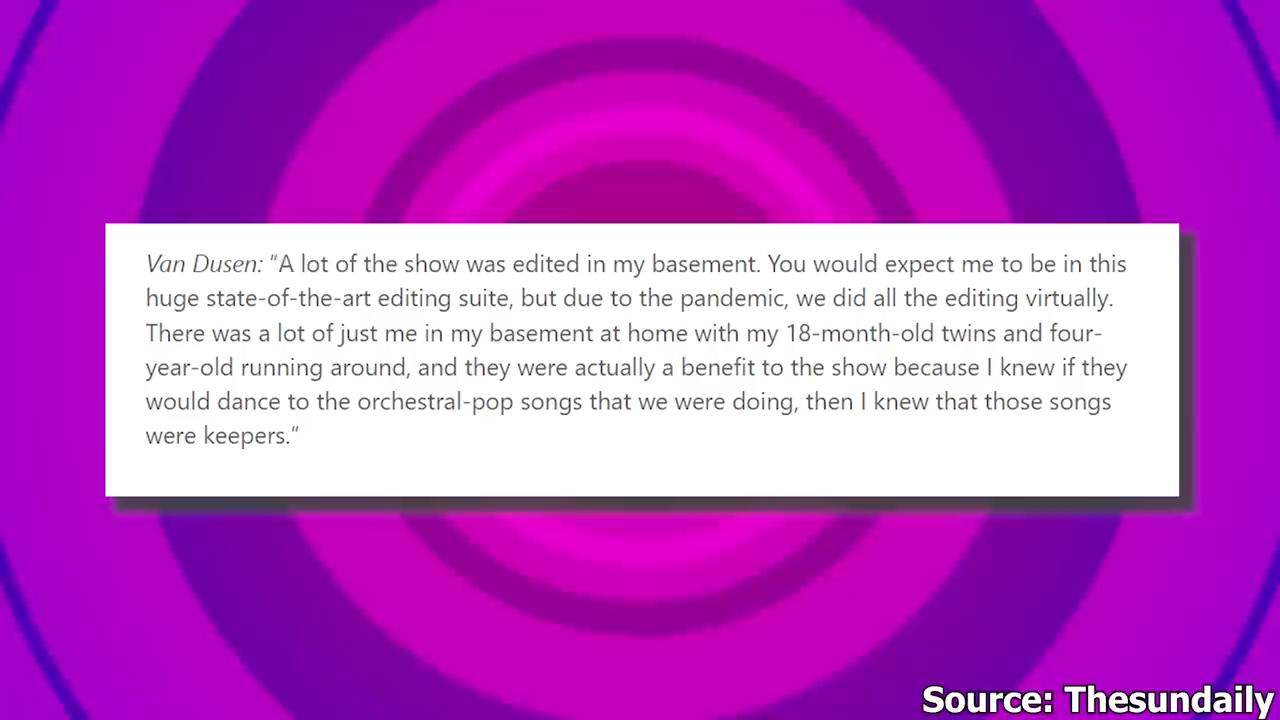 Van Dusen: “A lot of the show was edited in my basement. You would expect me to be in this
huge state-of-the-art editing suite, but due to the pandemic, we did all the editing virtually.
There was a lot of just me in my basement at home with my 18-month-old twins and four-
year-old running around, and they were actually a benefit to the show because I knew if they
would dance to the orchestral-pop songs that we were doing, then I knew that those songs
were keepers.”
Source: Thesundaily